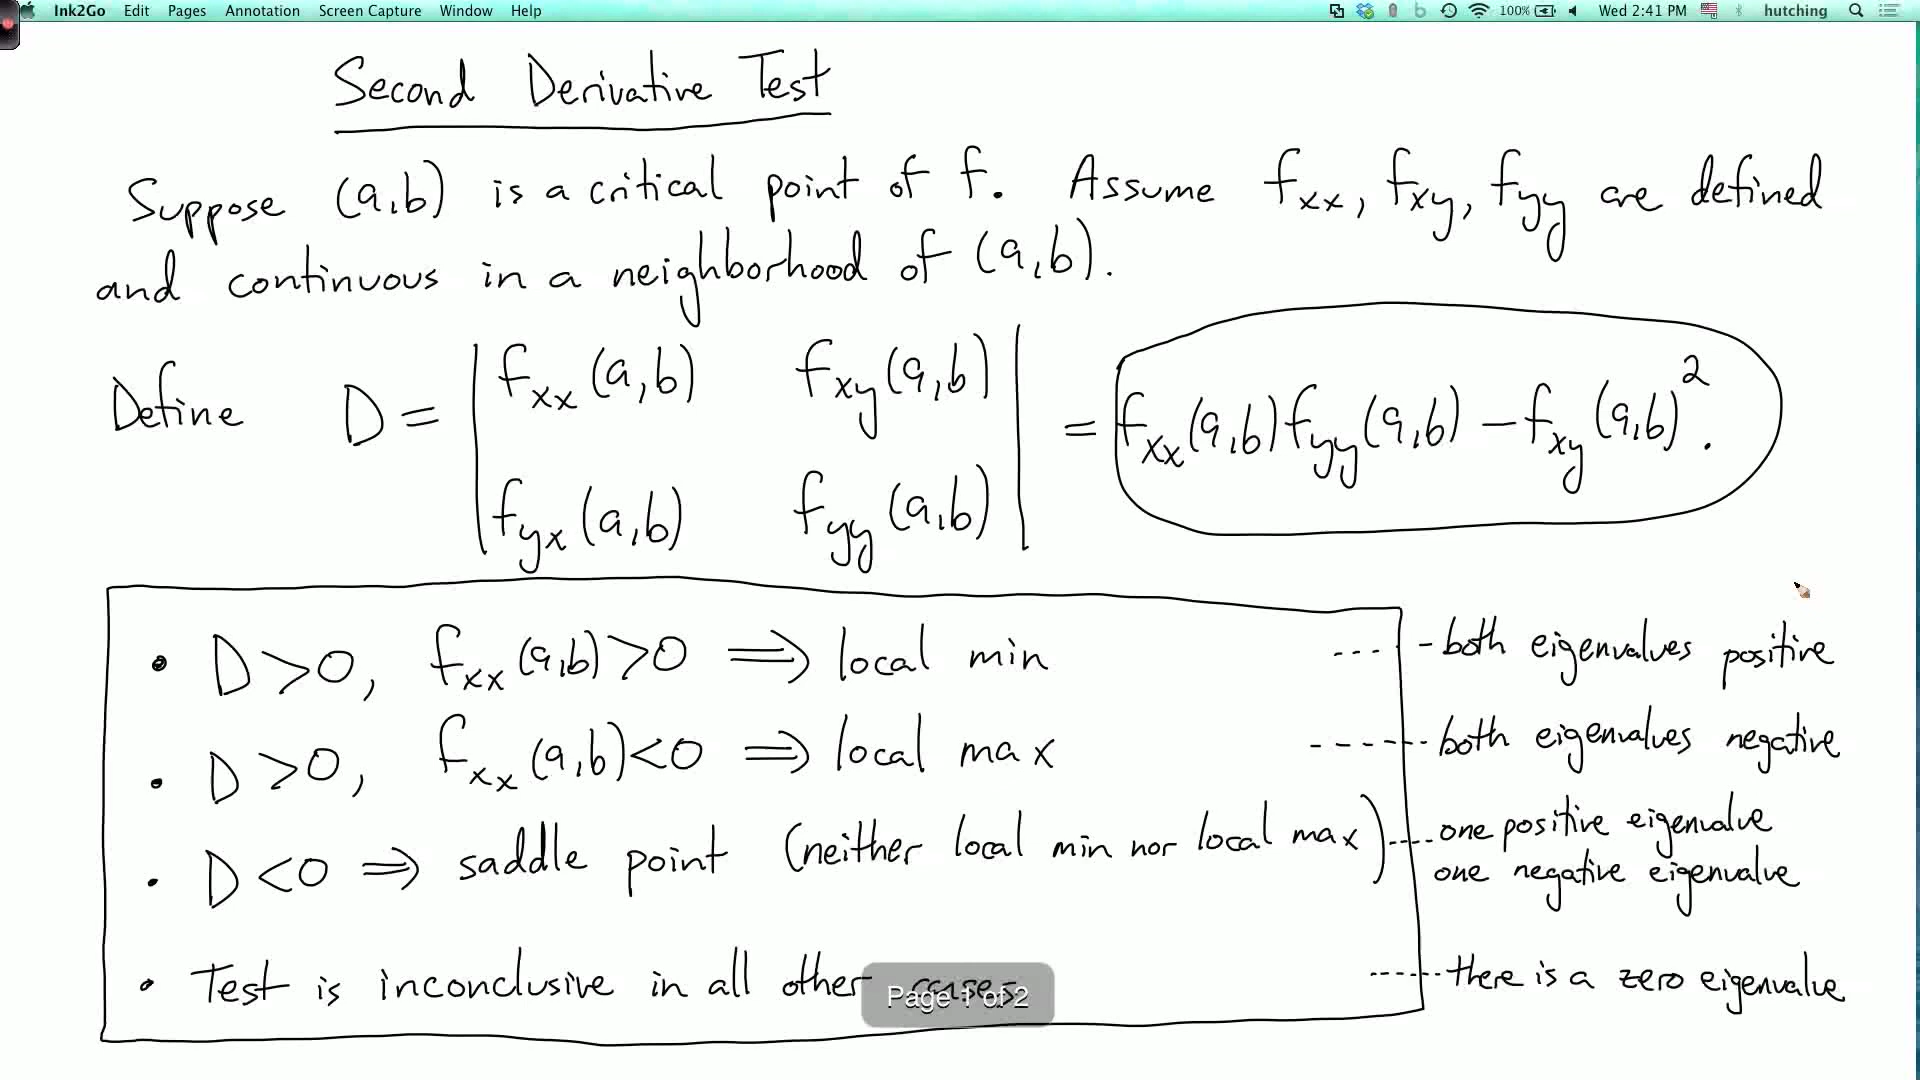 Ink2Go Edit Pages Annotation Screen Capture Window Help 100% Wed 2:41 PM hutching
Second Derivative Test
Suppose (a,b) is a critical point of f. Assume fxx, fxy, fyy are defined
and continuous in a neighborhood of (a,b).
Define D = | fxx(a,b) fxy(a,b) | = fxx(a,b)fyy(a,b) - fxy(a,b)².
| fyx(a,b) fyy(a,b) |
• D>0, fxx(a,b)>0 ⟹ local min ---- -both eigenvalues positive
• D>0, fxx(a,b)<0 ⟹ local max ------- both eigenvalues negative
• D<0 ⟹ saddle point (neither local min nor local max) ---- one positive eigenvalue
one negative eigenvalue
• Test is inconclusive in all other cases ------ there is a zero eigenvalue
Page 1 of 2